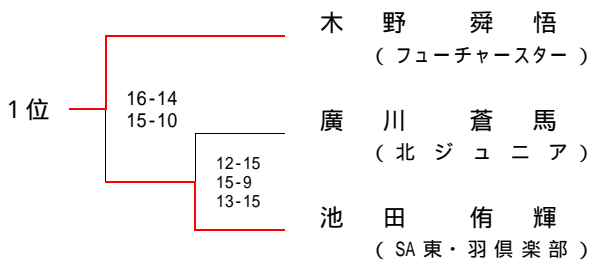 木野 舜悟
(フューチャースター)
1位
16-14
15-10
廣川 蒼馬
(北ジュニア)
12-15
15-9
13-15
池田 侑輝
(SA東・羽倶楽部)